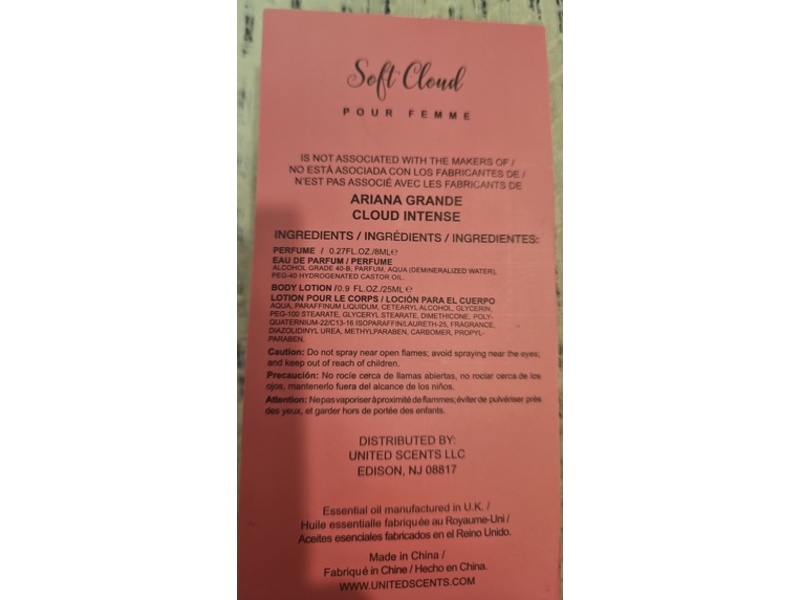 Soft Cloud
POUR FEMME
IS NOT ASSOCIATED WITH THE MAKERS OF /
NO ESTÁ ASOCIADA CON LOS FABRICANTES DE /
N'EST PAS ASSOCIÉ AVEC LES FABRICANTS DE
ARIANA GRANDE
CLOUD INTENSE
INGREDIENTS / INGRÉDIENTS / INGREDIENTES:
PERFUME / 0.27FL.OZ./8ML℮
EAU DE PARFUM / PERFUME
ALCOHOL GRADE 40-B, PARFUM, AQUA (DEMINERALIZED WATER),
PEG-40 HYDROGENATED CASTOR OIL.
BODY LOTION /0.9 FL.OZ./25ML ℮
LOTION POUR LE CORPS / LOCIÓN PARA EL CUERPO
AQUA, PARAFFINUM LIQUIDUM, CETEARYL ALCOHOL, GLYCERIN,
PEG-100 STEARATE, GLYCERYL STEARATE, DIMETHICONE, POLY-
QUATERNIUM-22/C13-16 ISOPARAFFIN/LAURETH-25, FRAGRANCE,
DIAZOLIDINYL UREA, METHYLPARABEN, CARBOMER, PROPYL-
PARABEN.
Caution: Do not spray near open flames; avoid spraying near the eyes;
and keep out of reach of children.
Precaución: No rocíe cerca de llamas abiertas, no rociar cerca de los
ojos, mantenerlo fuera del alcance de los niños.
Attention: Ne pas vaporiser à proximité de flammes; éviter de pulvériser près
des yeux, et garder hors de portée des enfants.
DISTRIBUTED BY:
UNITED SCENTS LLC
EDISON, NJ 08817
Essential oil manufactured in U.K. /
Huile essentialle fabriquée au Royaume-Uni /
Aceites esenciales fabricados en el Reino Unido.
Made in China /
Fabriqué in Chine / Hecho en China.
WWW.UNITEDSCENTS.COM